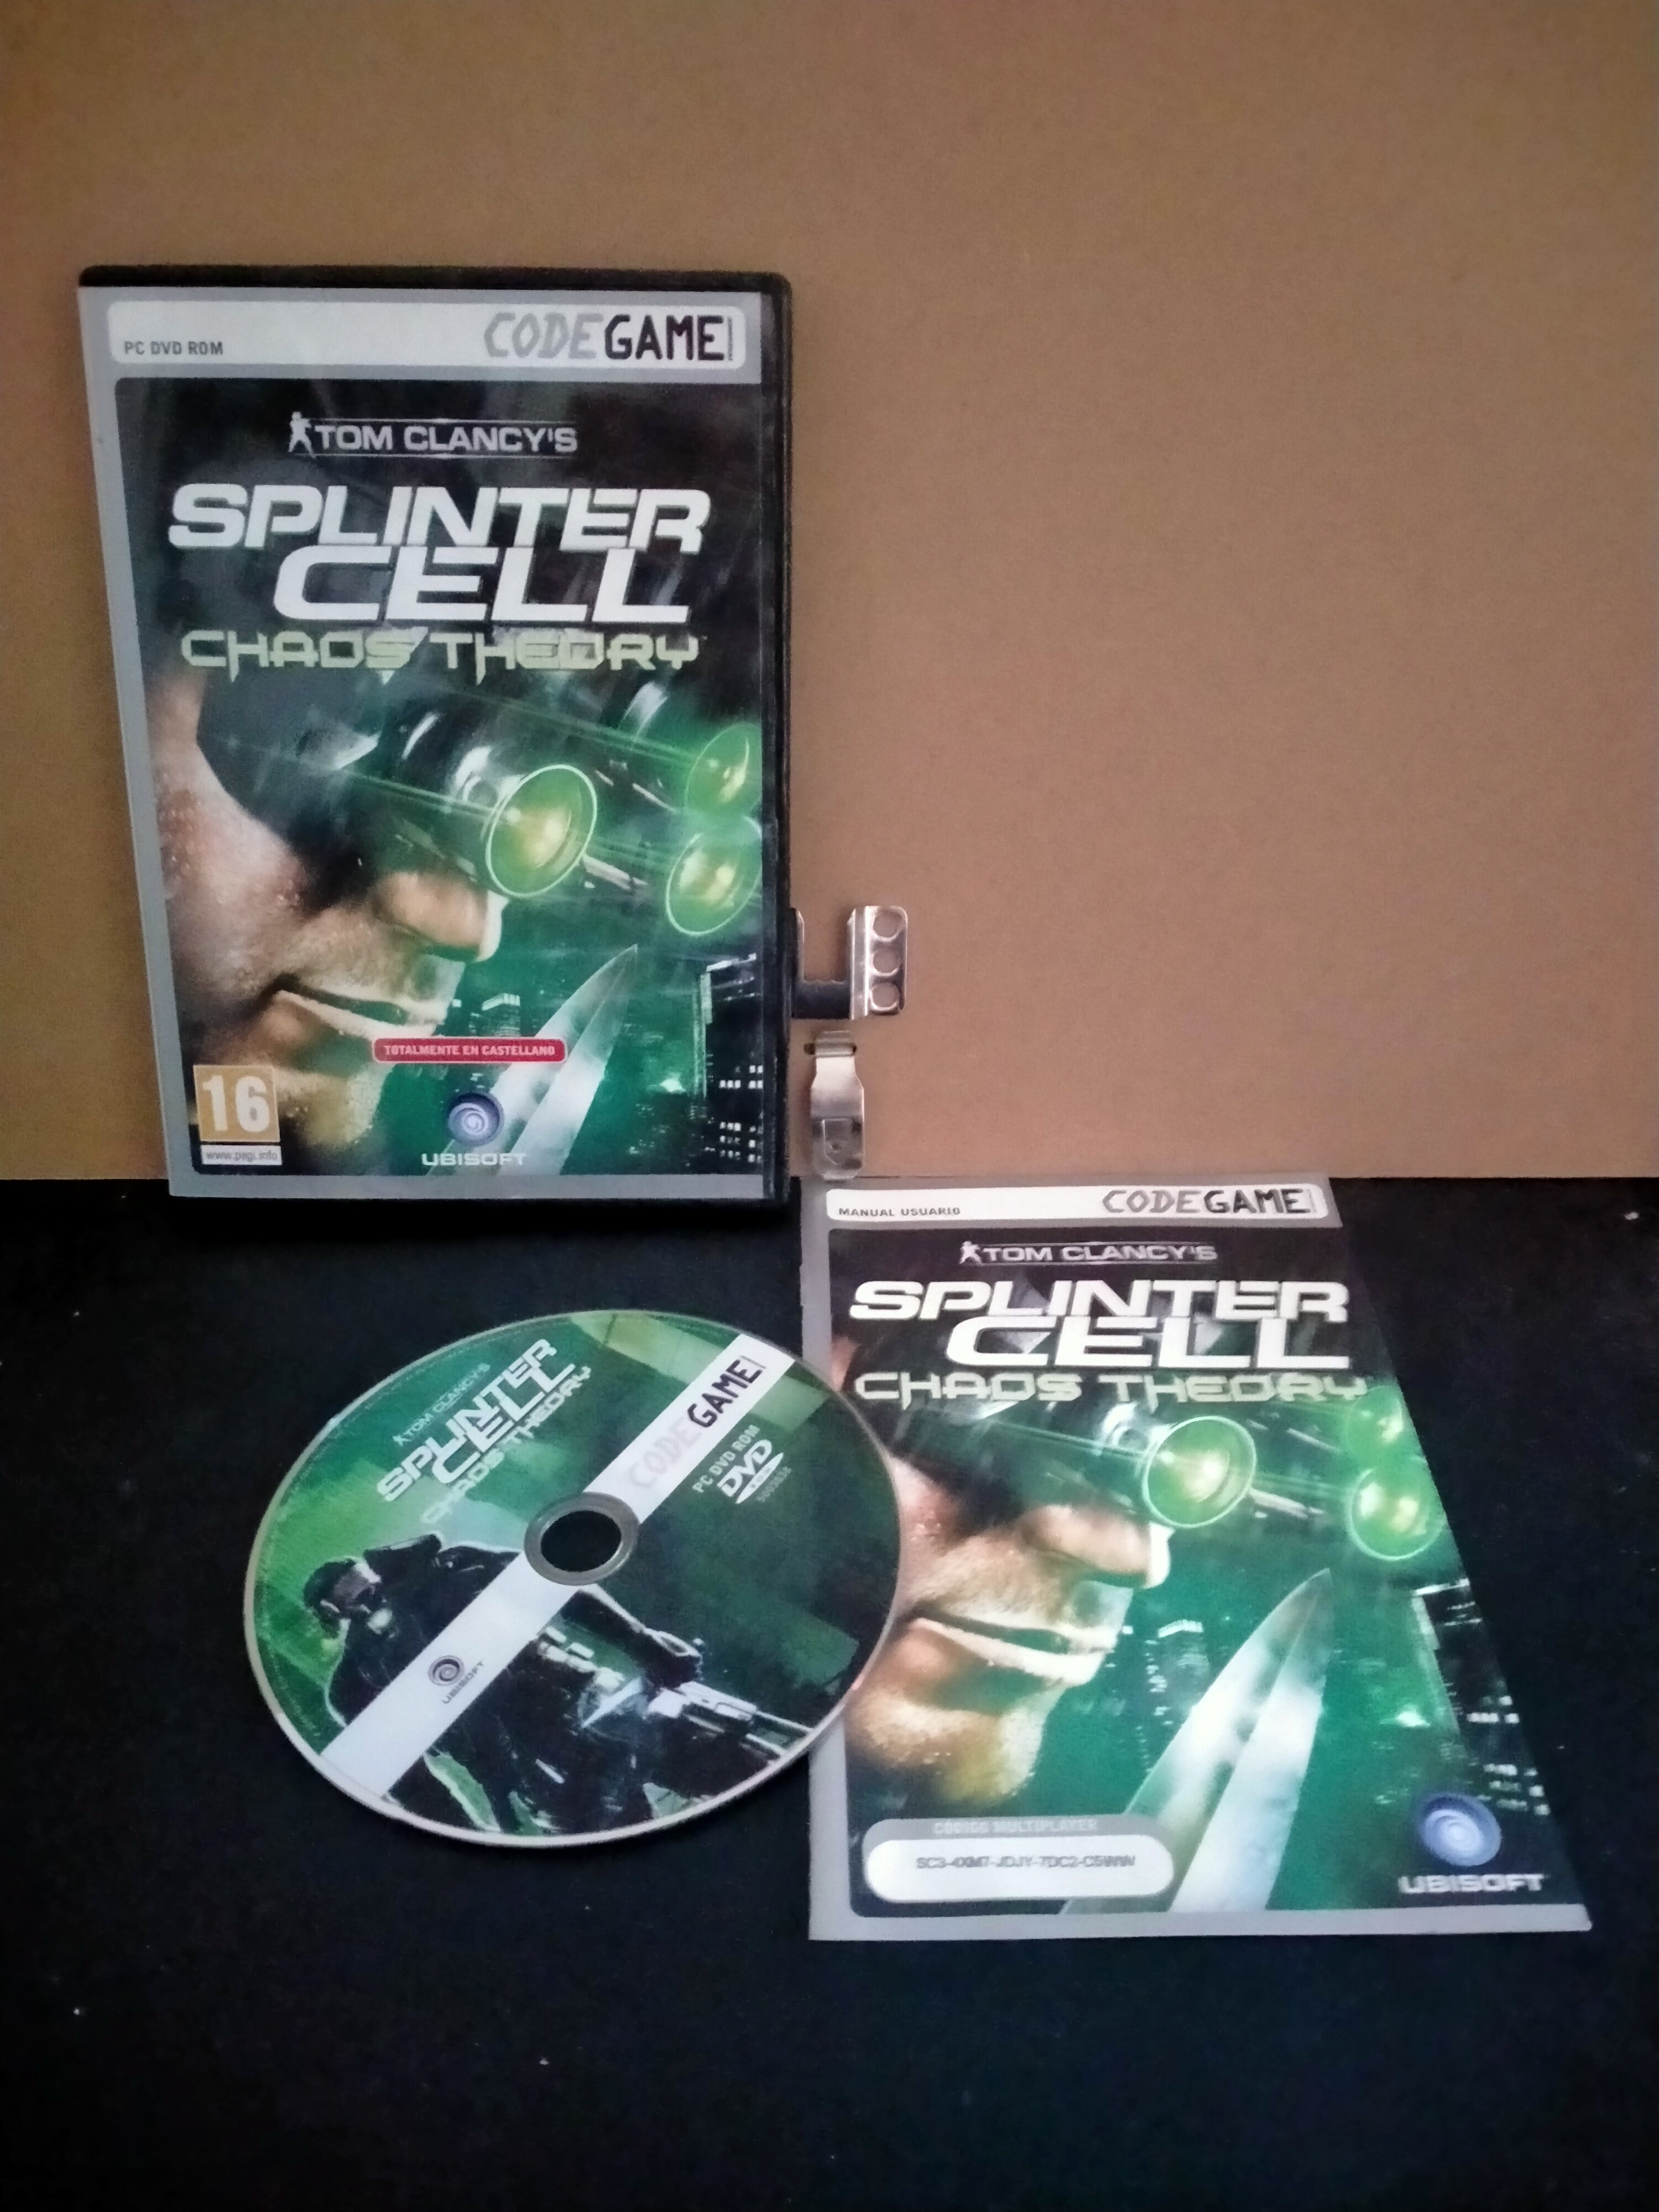 PC DVD ROM
CODEGAME
TOM CLANCY'S
SPLINTER
CELL
CHAOS THEORY
TOTALMENTE EN CASTELLANO
16
www.pegi.info
UBISOFT
MANUAL USUARIO
CODEGAME
TOM CLANCY'S
SPLINTER
CELL
CHAOS THEORY
CÓDIGO MULTIPLAYER
UBISOFT
TOM CLANCY'S
SPLINTER
CELL
CHAOS THEORY
CODEGAME
PC DVD ROM
DVD
UBISOFT